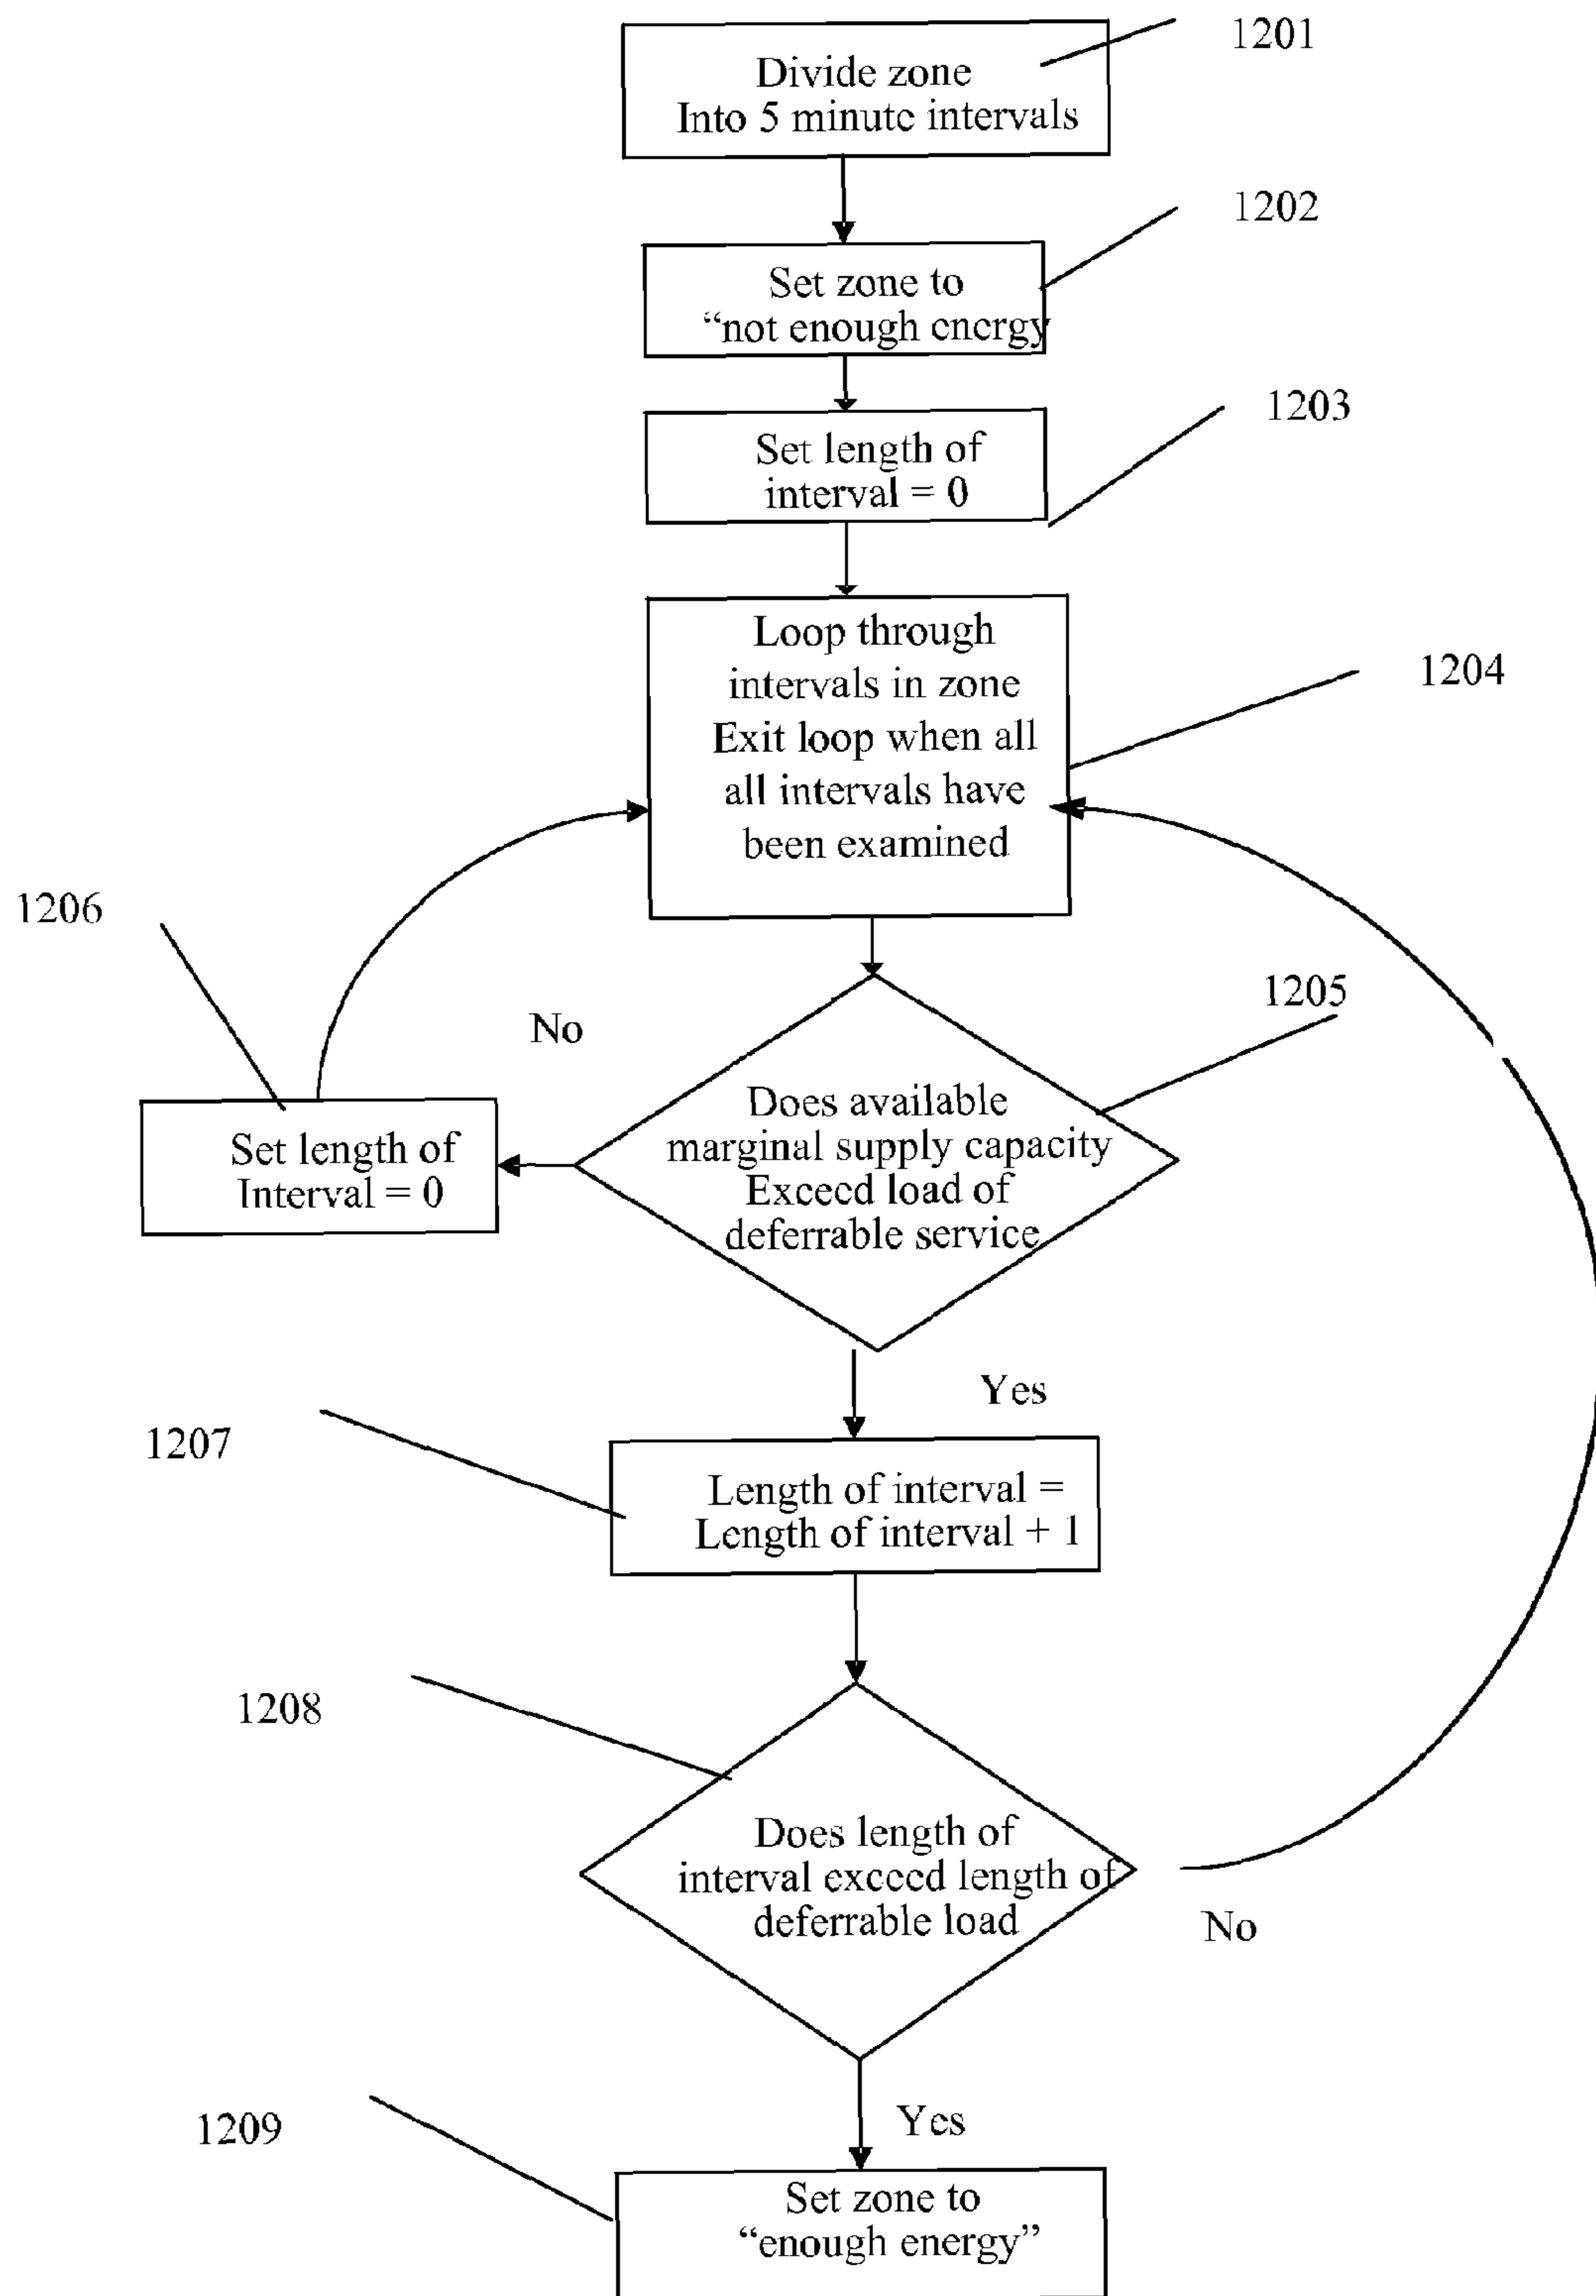 1201
Divide zone
Into 5 minute intervals
1202
Set zone to
“not enough energy
1203
Set length of
interval = 0
Loop through
intervals in zone
Exit loop when all
all intervals have
been examined
1204
1206
No
1205
Does available
marginal supply capacity
Exceed load of
deferrable service
Set length of
Interval = 0
Yes
1207
Length of interval =
Length of interval + 1
1208
Does length of
interval exceed length of
deferrable load
No
Yes
1209
Set zone to
“enough energy”